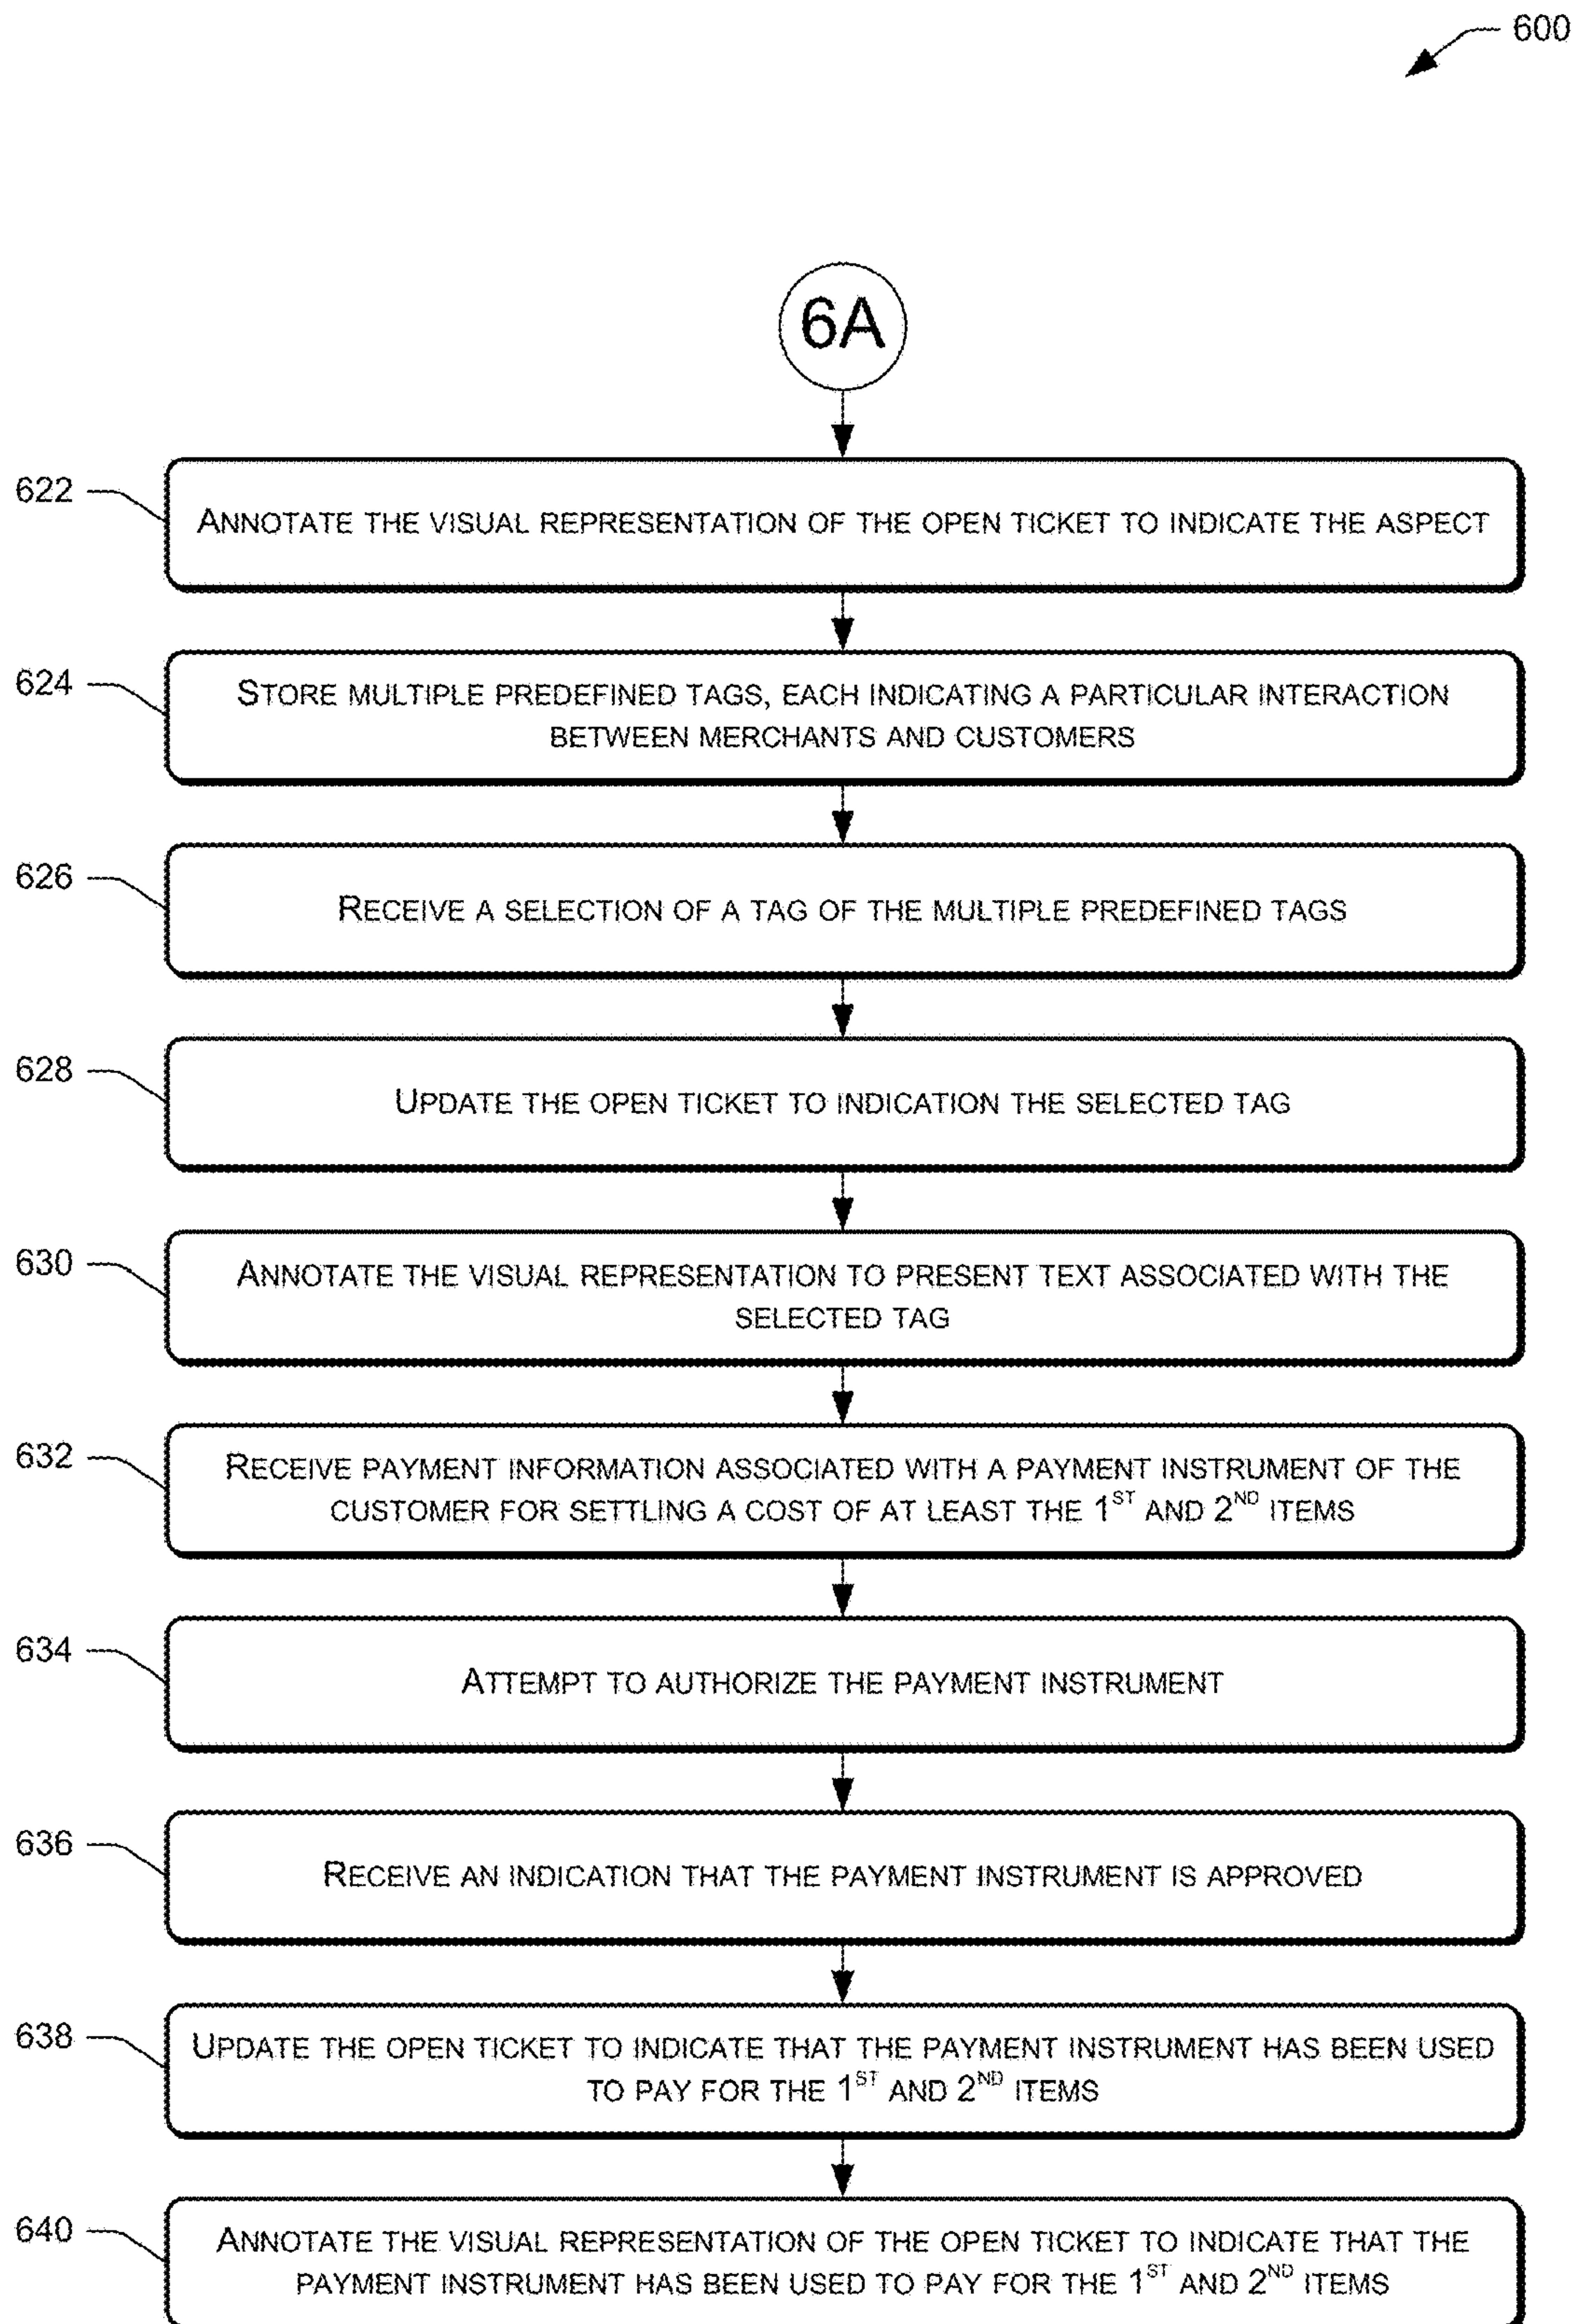 600
6A
622
ANNOTATE THE VISUAL REPRESENTATION OF THE OPEN TICKET TO INDICATE THE ASPECT
624
STORE MULTIPLE PREDEFINED TAGS, EACH INDICATING A PARTICULAR INTERACTION
BETWEEN MERCHANTS AND CUSTOMERS
626
RECEIVE A SELECTION OF A TAG OF THE MULTIPLE PREDEFINED TAGS
628
UPDATE THE OPEN TICKET TO INDICATION THE SELECTED TAG
630
ANNOTATE THE VISUAL REPRESENTATION TO PRESENT TEXT ASSOCIATED WITH THE
SELECTED TAG
632
RECEIVE PAYMENT INFORMATION ASSOCIATED WITH A PAYMENT INSTRUMENT OF THE
CUSTOMER FOR SETTLING A COST OF AT LEAST THE 1ST AND 2ND ITEMS
634
ATTEMPT TO AUTHORIZE THE PAYMENT INSTRUMENT
636
RECEIVE AN INDICATION THAT THE PAYMENT INSTRUMENT IS APPROVED
638
UPDATE THE OPEN TICKET TO INDICATE THAT THE PAYMENT INSTRUMENT HAS BEEN USED
TO PAY FOR THE 1ST AND 2ND ITEMS
640
ANNOTATE THE VISUAL REPRESENTATION OF THE OPEN TICKET TO INDICATE THAT THE
PAYMENT INSTRUMENT HAS BEEN USED TO PAY FOR THE 1ST AND 2ND ITEMS